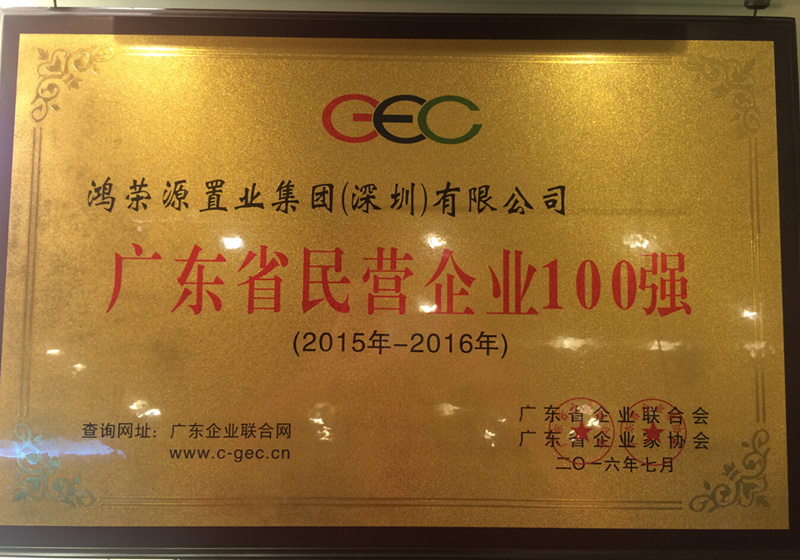 GEC
鸿荣源置业集团(深圳)有限公司
广东省民营企业100强
(2015年-2016年)
查询网址：广东企业联合网
www.c-gec.cn
广东省企业联合会
广东省企业家协会
二〇一六年七月